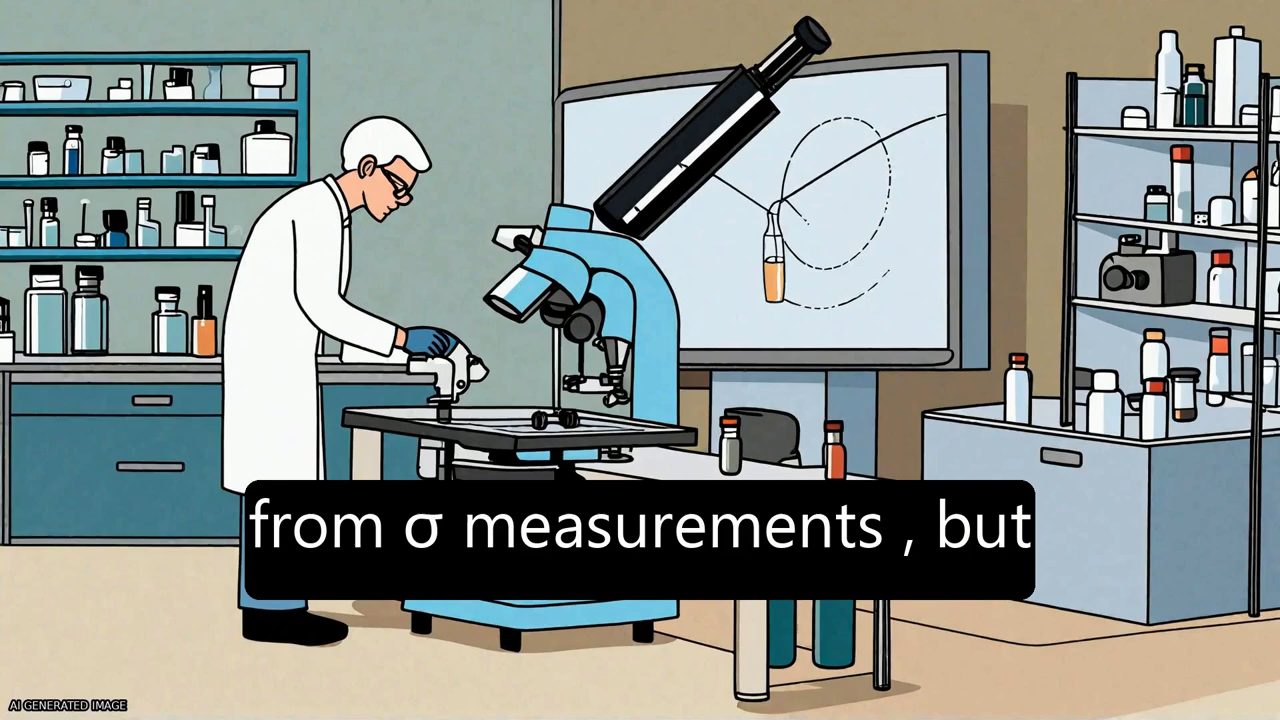 from σ measurements , but
AI GENERATED IMAGE